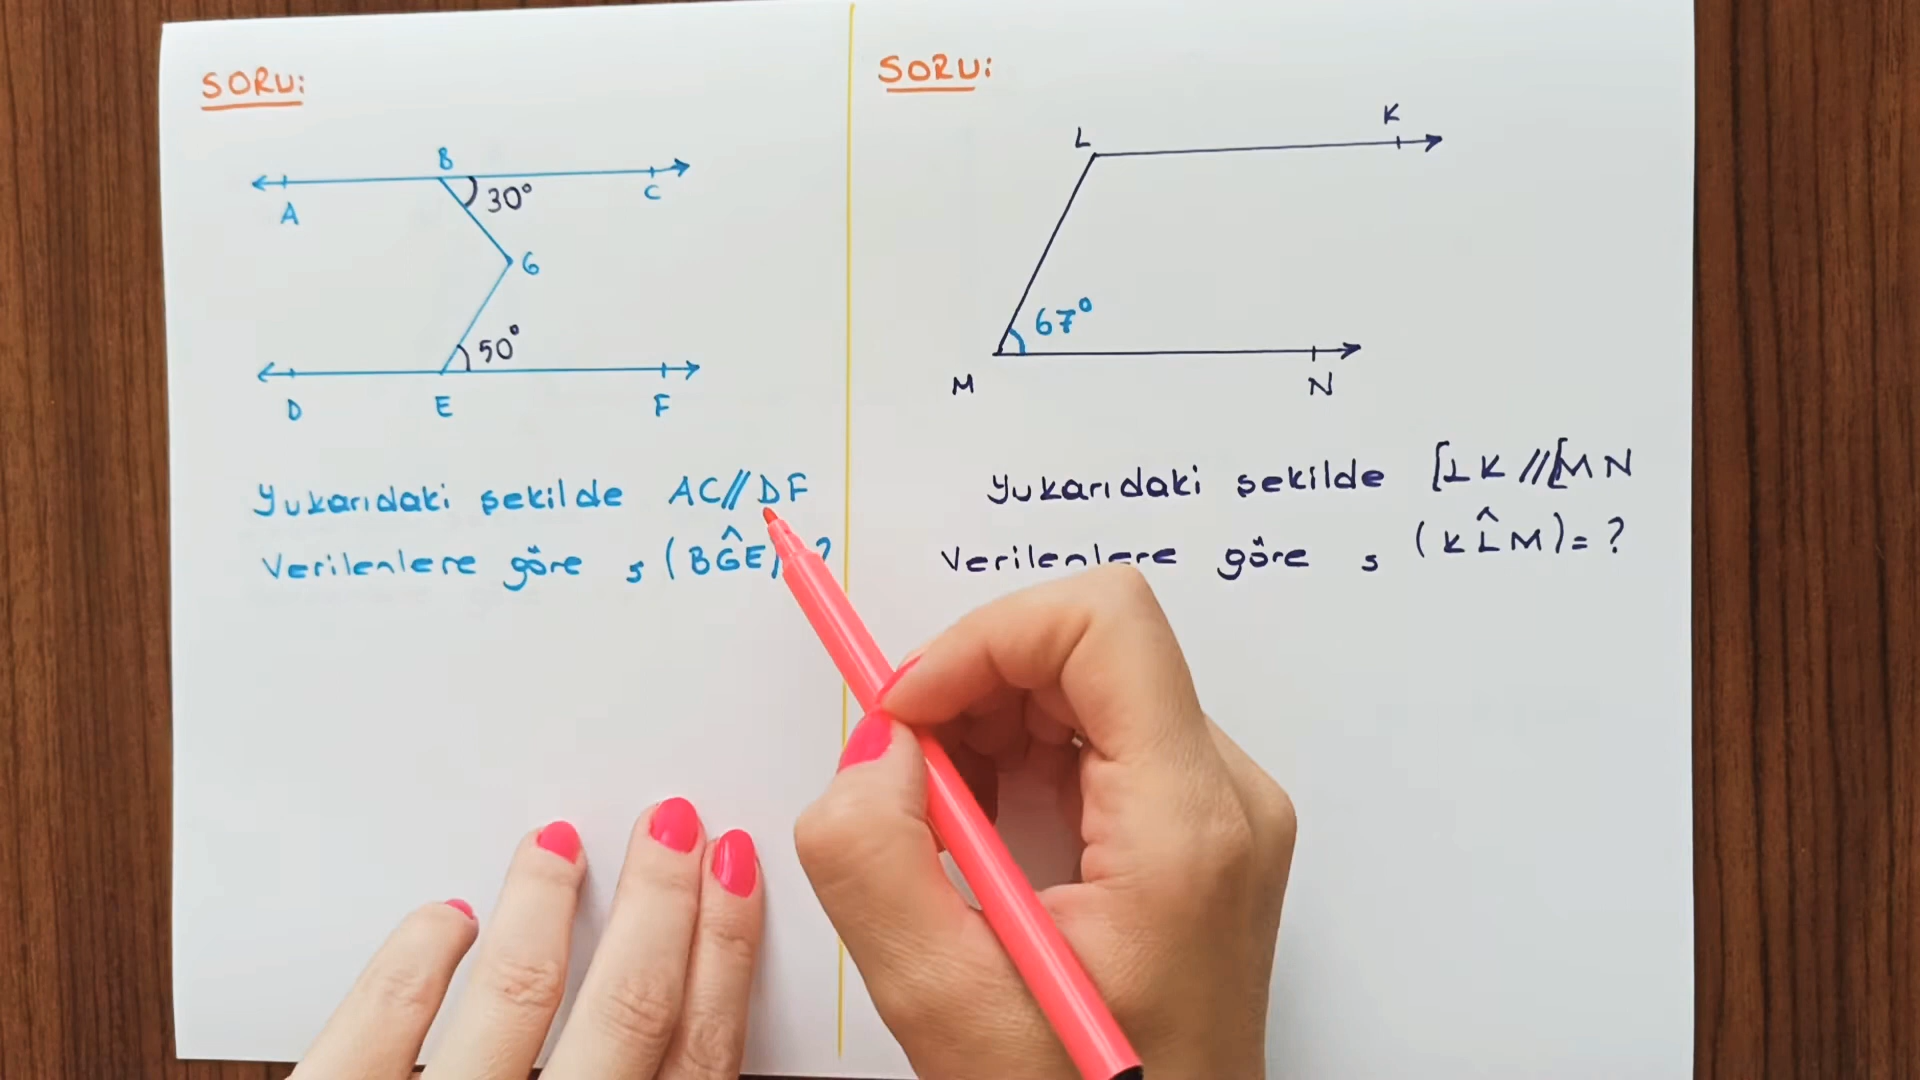 SORU:
B
30°
A
C
G
50°
D
E
F
Yukarıdaki şekilde AC//DF
Verilenlere göre s (BĜE) ?
SORU:
L
K
67°
M
N
Yukarıdaki şekilde [LK//[MN
Verilenlere göre s (KL̂M)=?